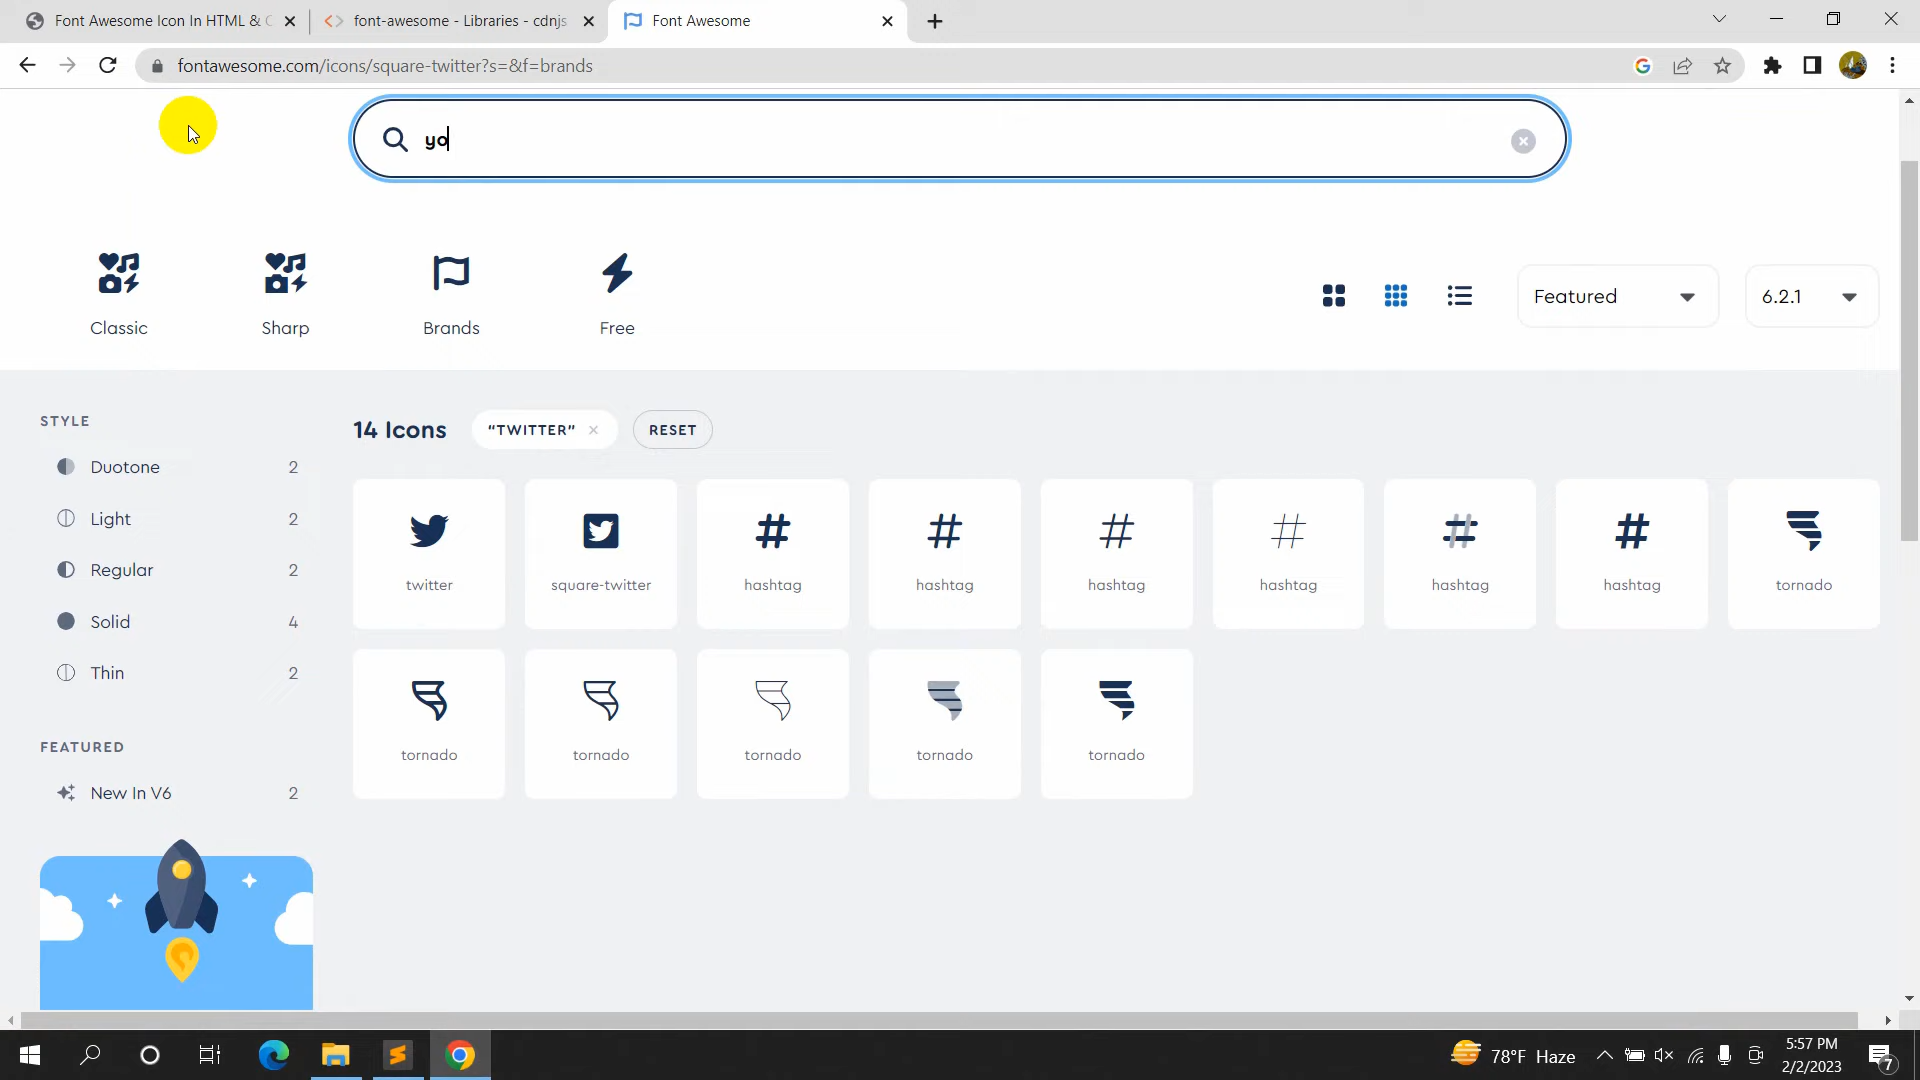 Font Awesome Icon In HTML & C
font-awesome - Libraries - cdnjs
Font Awesome
fontawesome.com/icons/square-twitter?s=&f=brands
yo
Classic
Sharp
Brands
Free
Featured
6.2.1
STYLE
Duotone 2
Light 2
Regular 2
Solid 4
Thin 2
FEATURED
New In V6 2
14 Icons "TWITTER" RESET
twitter square-twitter hashtag hashtag hashtag hashtag hashtag hashtag tornado
tornado tornado tornado tornado tornado
78°F Haze
5:57 PM
2/2/2023
7